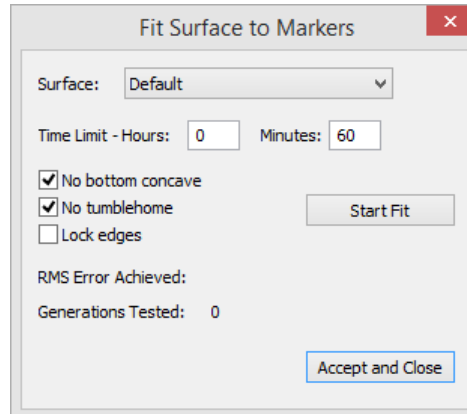 Fit Surface to Markers
Surface: Default
Time Limit - Hours: 0 Minutes: 60
No bottom concave
No tumblehome
Start Fit
Lock edges
RMS Error Achieved:
Generations Tested: 0
Accept and Close